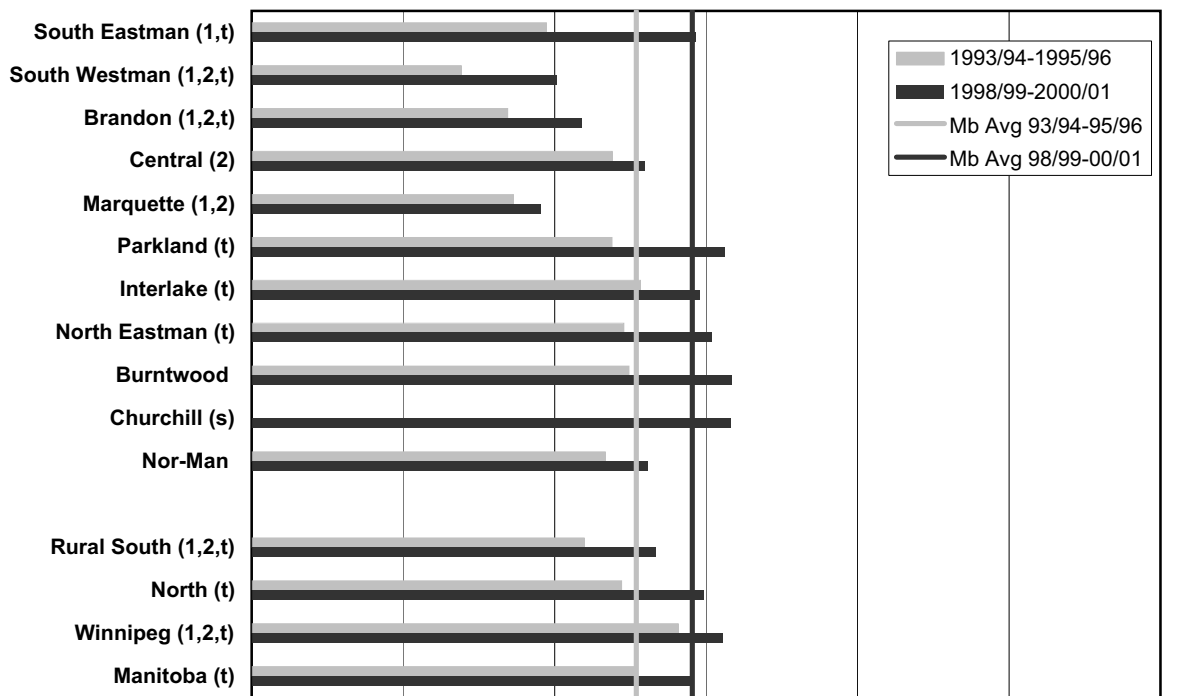 South Eastman (1,t)
South Westman (1,2,t)
Brandon (1,2,t)
Central (2)
Marquette (1,2)
Parkland (t)
Interlake (t)
North Eastman (t)
Burntwood
Churchill (s)
Nor-Man
Rural South (1,2,t)
North (t)
Winnipeg (1,2,t)
Manitoba (t)
1993/94-1995/96
1998/99-2000/01
Mb Avg 93/94-95/96
Mb Avg 98/99-00/01